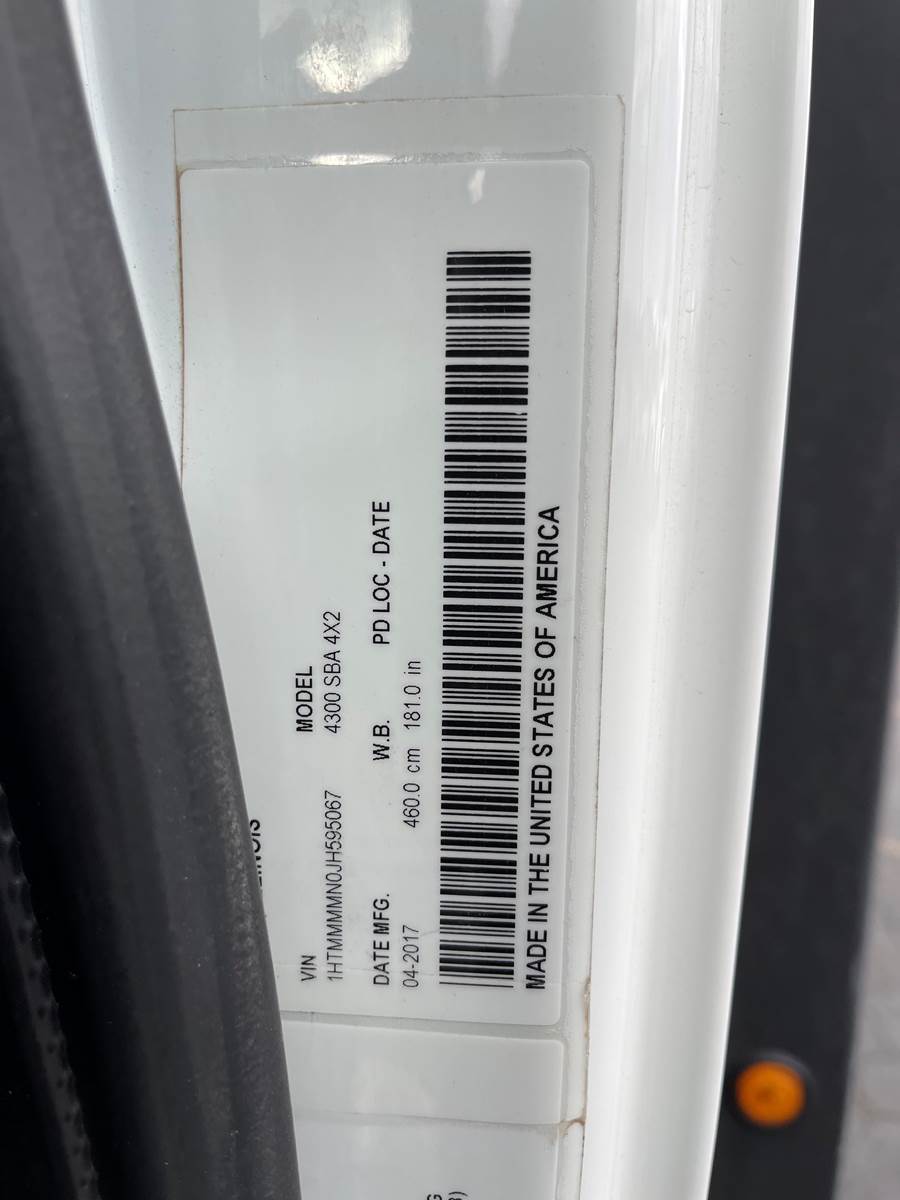 VIN MODEL
1HTMMMMN0JH595067 4300 SBA 4X2
DATE MFG. W.B. PD LOC - DATE
04-2017 460.0 cm 181.0 in
MADE IN THE UNITED STATES OF AMERICA